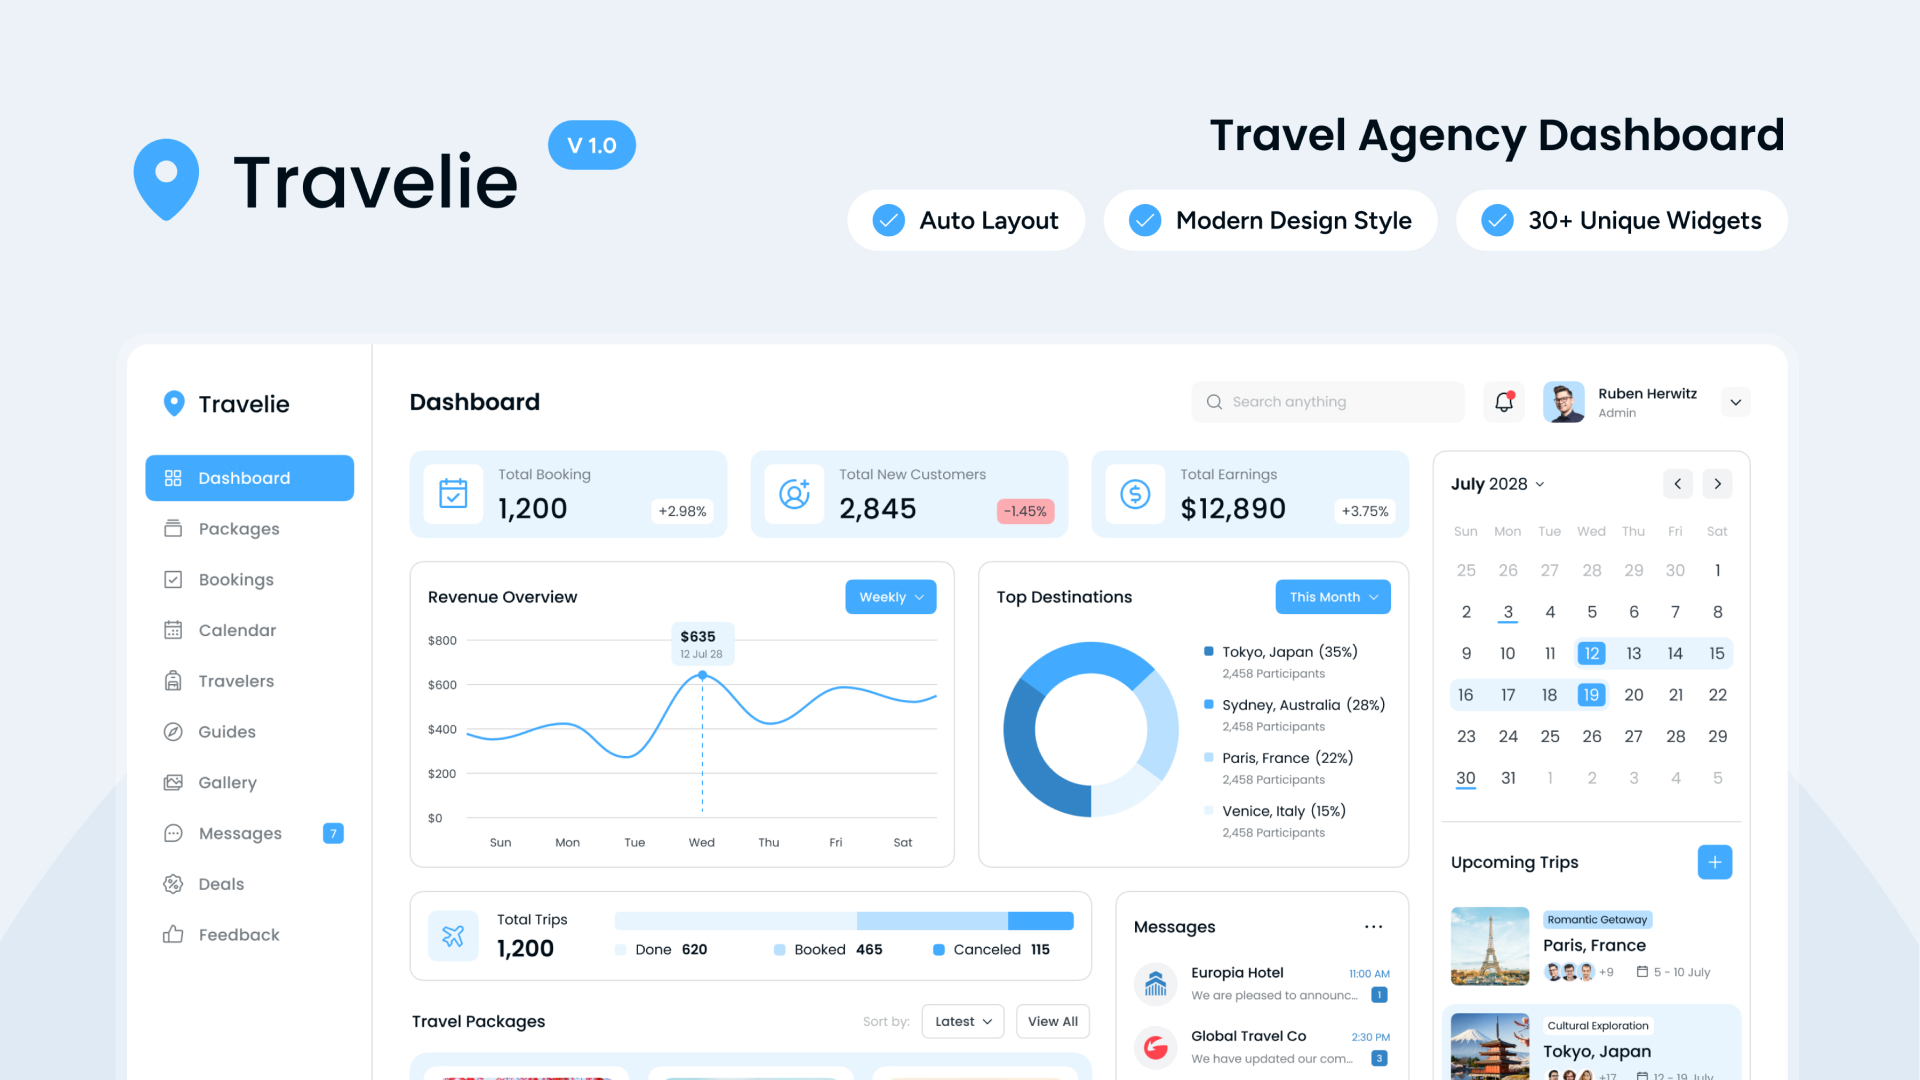 Travelie
V 1.0
Travel Agency Dashboard
Auto Layout
Modern Design Style
30+ Unique Widgets
Travelie
Dashboard
Packages
Bookings
Calendar
Travelers
Guides
Gallery
Messages 7
Deals
Feedback
Dashboard
Search anything
Ruben Herwitz
Admin
Total Booking
1,200
+2.98%
Total New Customers
2,845
-1.45%
Total Earnings
$12,890
+3.75%
Revenue Overview
Weekly
$635
12 Jul 28
$800
$600
$400
$200
$0
Sun Mon Tue Wed Thu Fri Sat
Top Destinations
This Month
Tokyo, Japan (35%)
2,458 Participants
Sydney, Australia (28%)
2,458 Participants
Paris, France (22%)
2,458 Participants
Venice, Italy (15%)
2,458 Participants
Total Trips
1,200
Done 620
Booked 465
Canceled 115
Travel Packages
Sort by:
Latest
View All
Messages
Europia Hotel
11:00 AM
We are pleased to announc...
1
Global Travel Co
2:30 PM
We have updated our com...
3
July 2028
Sun Mon Tue Wed Thu Fri Sat
25 26 27 28 29 30 1
2 3 4 5 6 7 8
9 10 11 12 13 14 15
16 17 18 19 20 21 22
23 24 25 26 27 28 29
30 31 1 2 3 4 5
Upcoming Trips
Romantic Getaway
Paris, France
+9
5 - 10 July
Cultural Exploration
Tokyo, Japan
+17
12 - 19 July